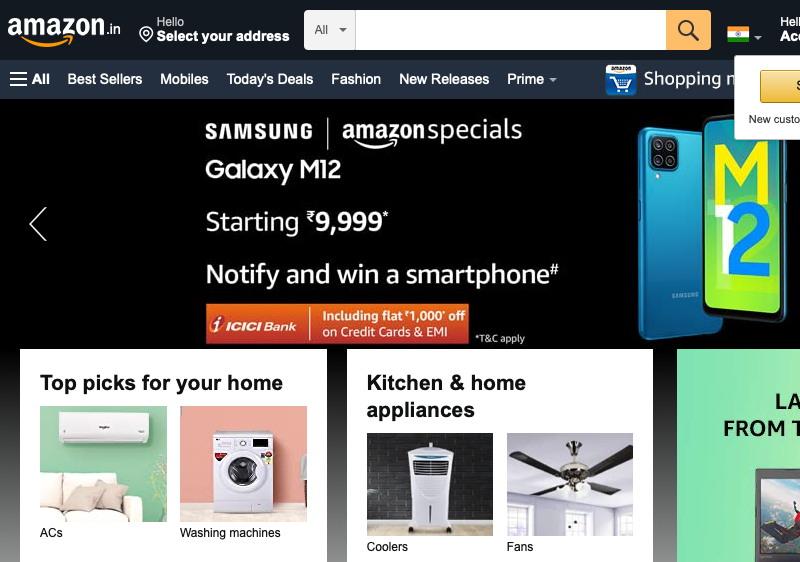 amazon.in
Hello
Select your address
All
Hell
Acc
All
Best Sellers
Mobiles
Today's Deals
Fashion
New Releases
Prime
amazon
Shopping
New custo
SAMSUNG | amazonspecials
Galaxy M12
Starting ₹9,999*
Notify and win a smartphone#
ICICI Bank
Including flat ₹1,000* off
on Credit Cards & EMI
*T&C apply
M
12
SAMSUNG
Top picks for your home
ACs
Washing machines
Kitchen & home
appliances
Coolers
Fans
LA
FROM T